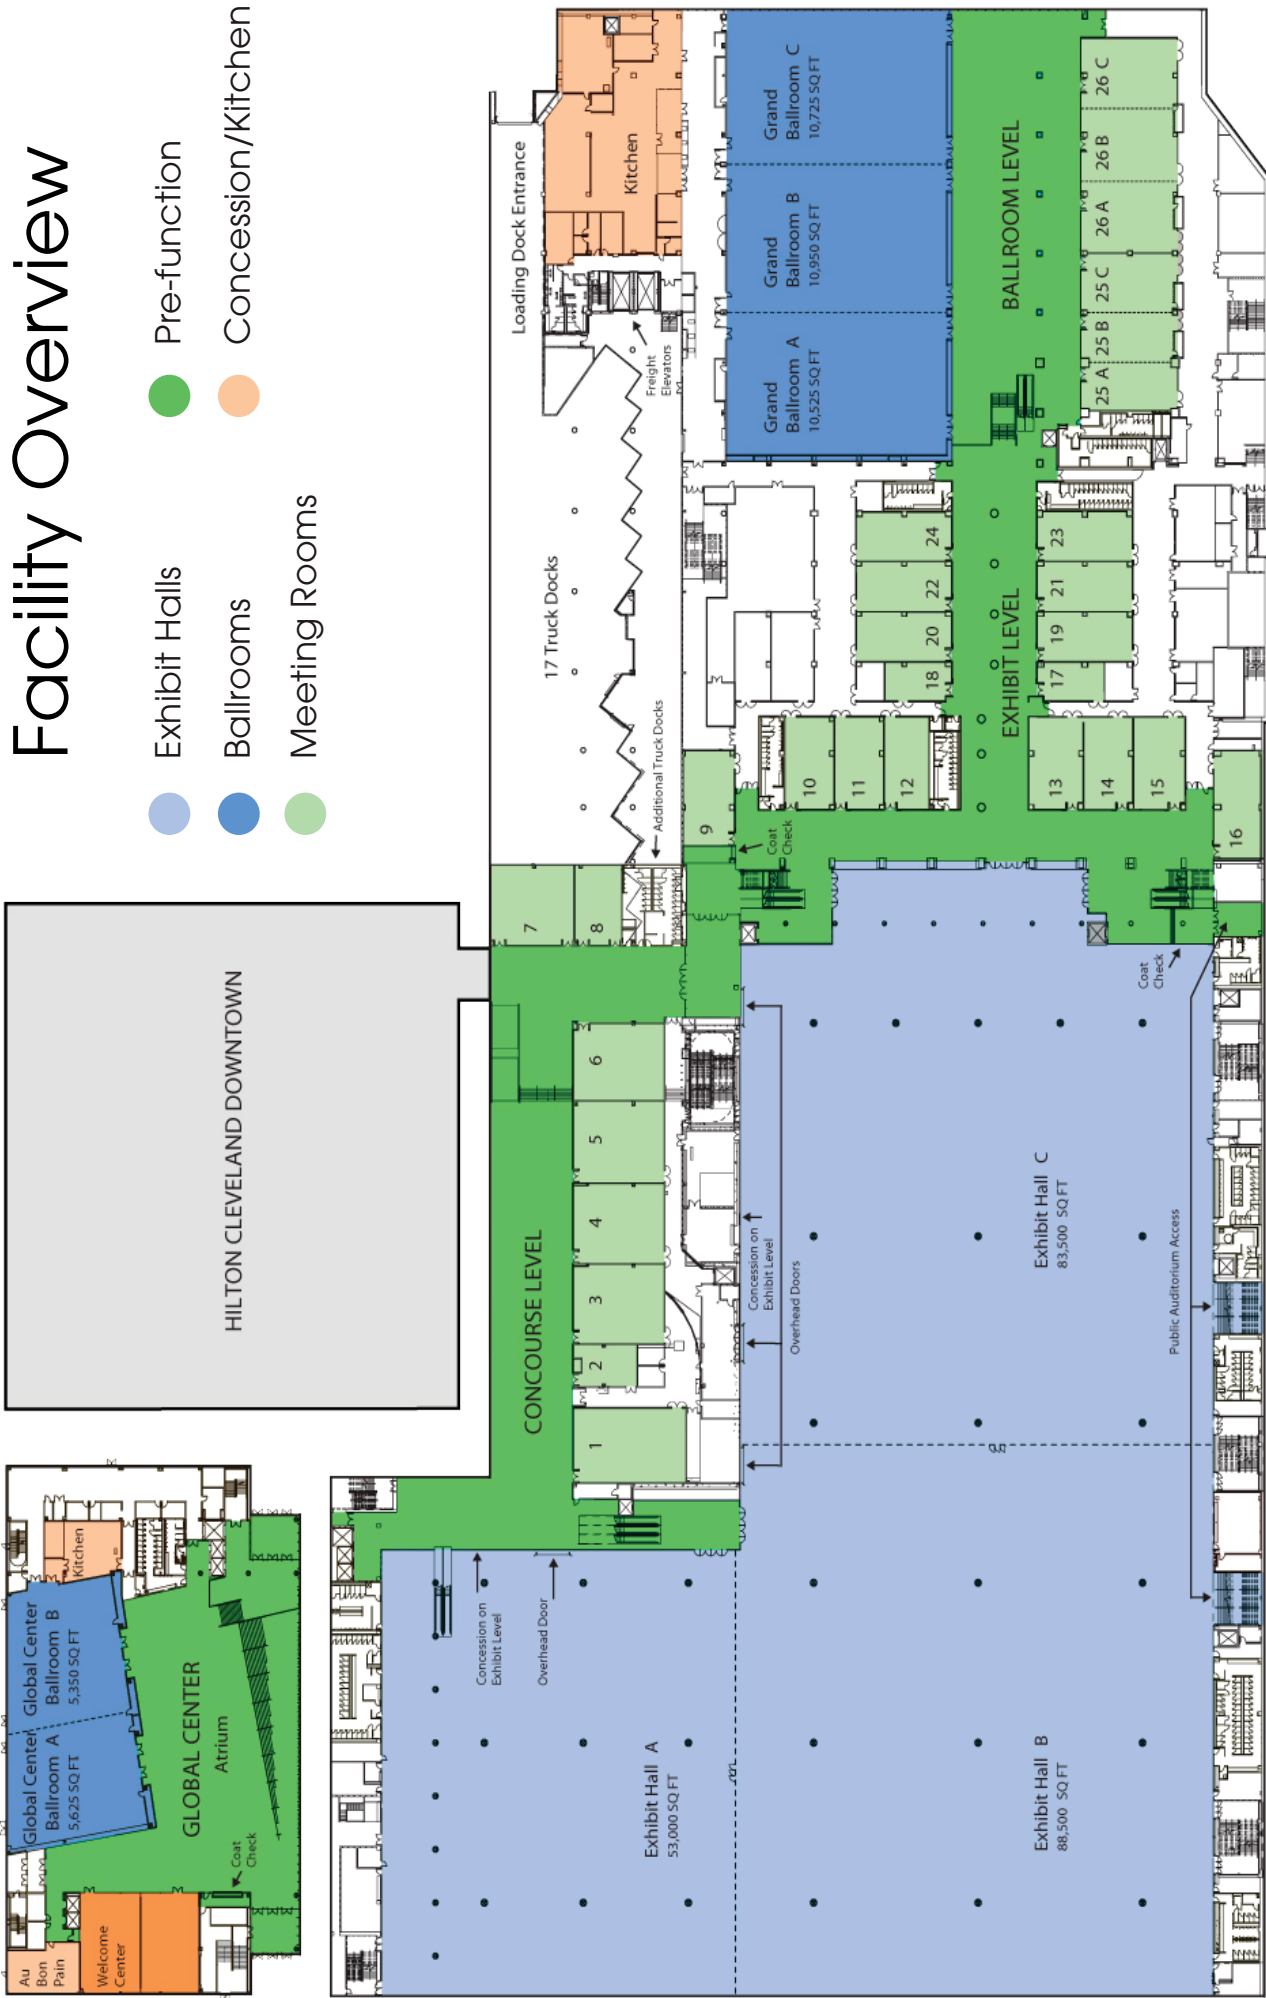 Facility Overview
Exhibit Halls
Pre-function
Ballrooms
Concession/Kitchen
Meeting Rooms
Au
Bon
Pain
Welcome
Center
Global Center
Ballroom A
5,625 SQ FT
Global Center
Ballroom B
5,350 SQ FT
Kitchen
GLOBAL CENTER
Atrium
Coat
Check
HILTON CLEVELAND DOWNTOWN
CONCOURSE LEVEL
1
2
3
4
5
6
7
8
17 Truck Docks
Loading Dock Entrance
Kitchen
Freight
Elevators
Additional Truck Docks
Concession on
Exhibit Level
Overhead Door
Exhibit Hall A
53,000 SQ FT
Concession on
Exhibit Level
Overhead Doors
9
Coat
Check
10
11
12
18
20
22
24
Grand
Ballroom A
10,525 SQ FT
Grand
Ballroom B
10,950 SQ FT
Grand
Ballroom C
10,725 SQ FT
EXHIBIT LEVEL
BALLROOM LEVEL
Exhibit Hall B
88,500 SQ FT
Exhibit Hall C
83,500 SQ FT
13
14
15
17
19
21
23
25 A
25 B
25 C
26 A
26 B
26 C
Coat
Check
Public Auditorium Access
16